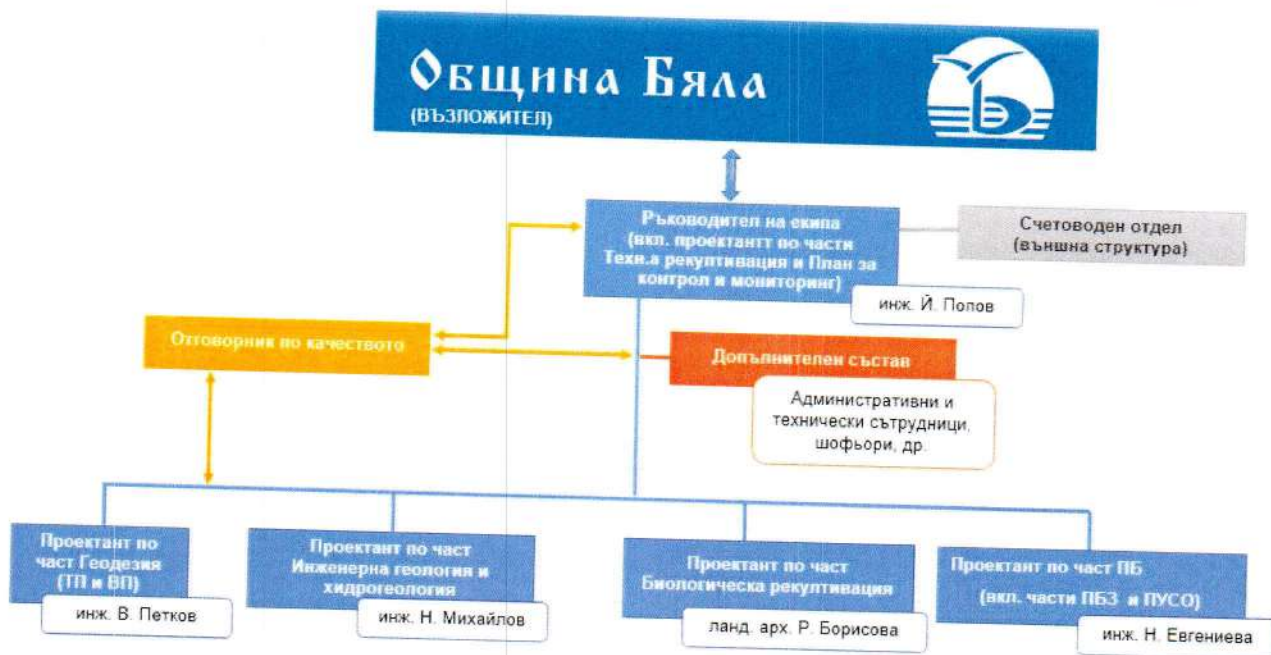 Община Бяла
(ВЪЗЛОЖИТЕЛ)
Ръководител на екипа
(вкл. проектантт по части
Техн.а рекултивация и План за
контрол и мониторинг)
инж. Й. Попов
Счетоводен отдел
(външна структура)
Отговорник по качеството
Допълнителен състав
Административни и
технически сътрудници,
шофьори, др.
Проектант по
част Геодезия
(ТП и ВП)
инж. В. Петков
Проектант по част
Инженерна геология и
хидрогеология
инж. Н. Михайлов
Проектант по част
Биологическа рекултивация
ланд. арх. Р. Борисова
Проектант по част ПБ
(вкл. части ПБЗ и ПУСО)
инж. Н. Евгениева